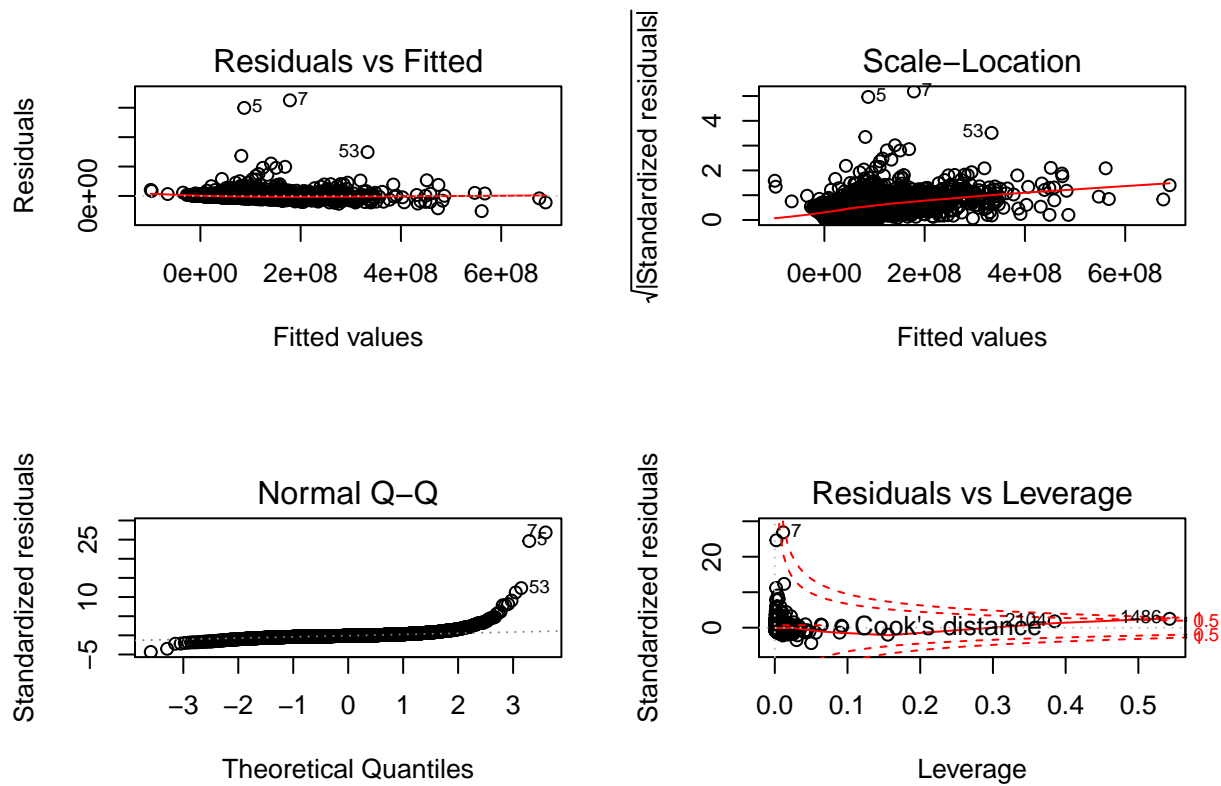 Residuals vs Fitted
Residuals
0e+00
5
7
53
0e+00 2e+08 4e+08 6e+08
Fitted values
Scale−Location
√|Standardized residuals|
0 2 4
5
7
53
0e+00 2e+08 4e+08 6e+08
Fitted values
Normal Q−Q
Standardized residuals
−5 10 25
7
5
53
−3 −2 −1 0 1 2 3
Theoretical Quantiles
Residuals vs Leverage
Standardized residuals
0 20
7
2104
1486
Cook's distance
1
0.5
0.5
1
0.0 0.1 0.2 0.3 0.4 0.5
Leverage